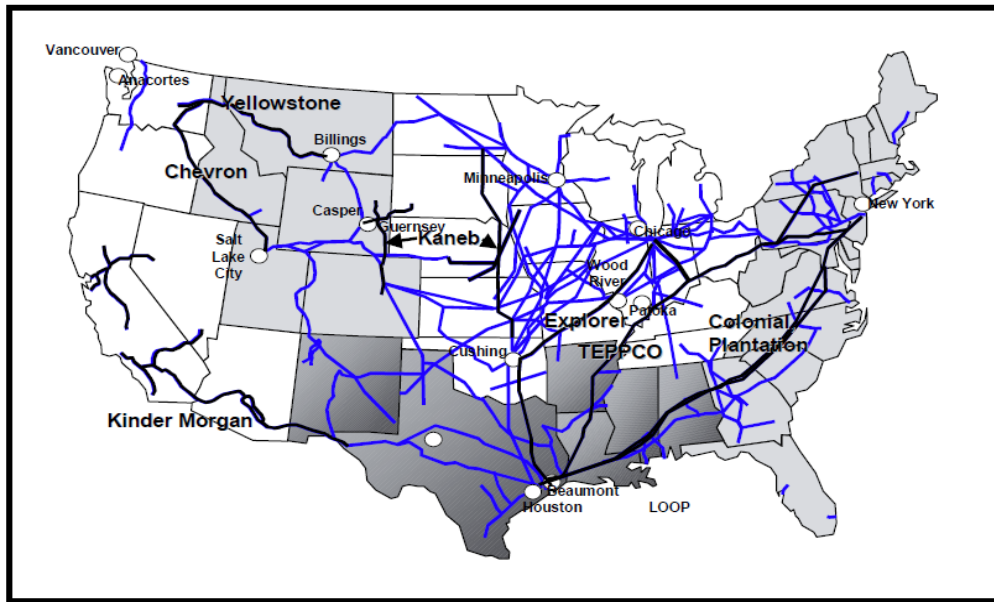 Vancouver
Anacortes
Yellowstone
Billings
Chevron
Minneapolis
Casper
Guernsey
New York
Kaneb
Chicago
Salt
Lake
City
Wood
River
Patoka
Explorer
Colonial
Plantation
Cushing
TEPPCO
Kinder Morgan
Beaumont
Houston
LOOP